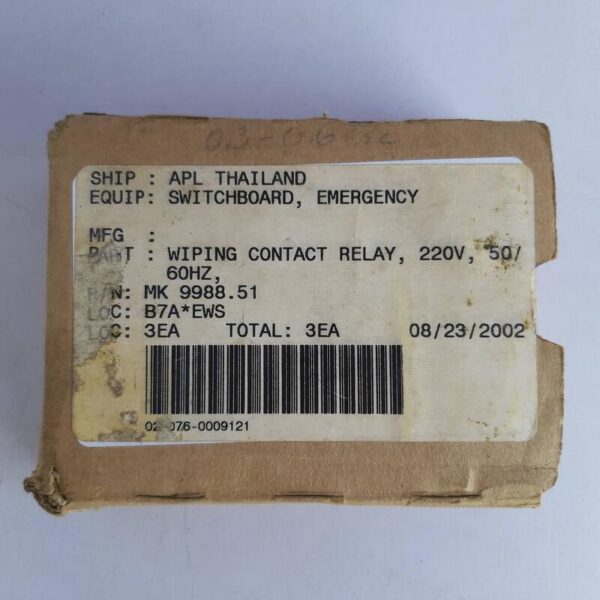 SHIP : APL THAILAND
EQUIP: SWITCHBOARD, EMERGENCY
MFG :
PART : WIPING CONTACT RELAY, 220V, 50/
60HZ,
P/N: MK 9988.51
LOC: B7A*EWS
LOC: 3EA TOTAL: 3EA 08/23/2002
02-076-0009121